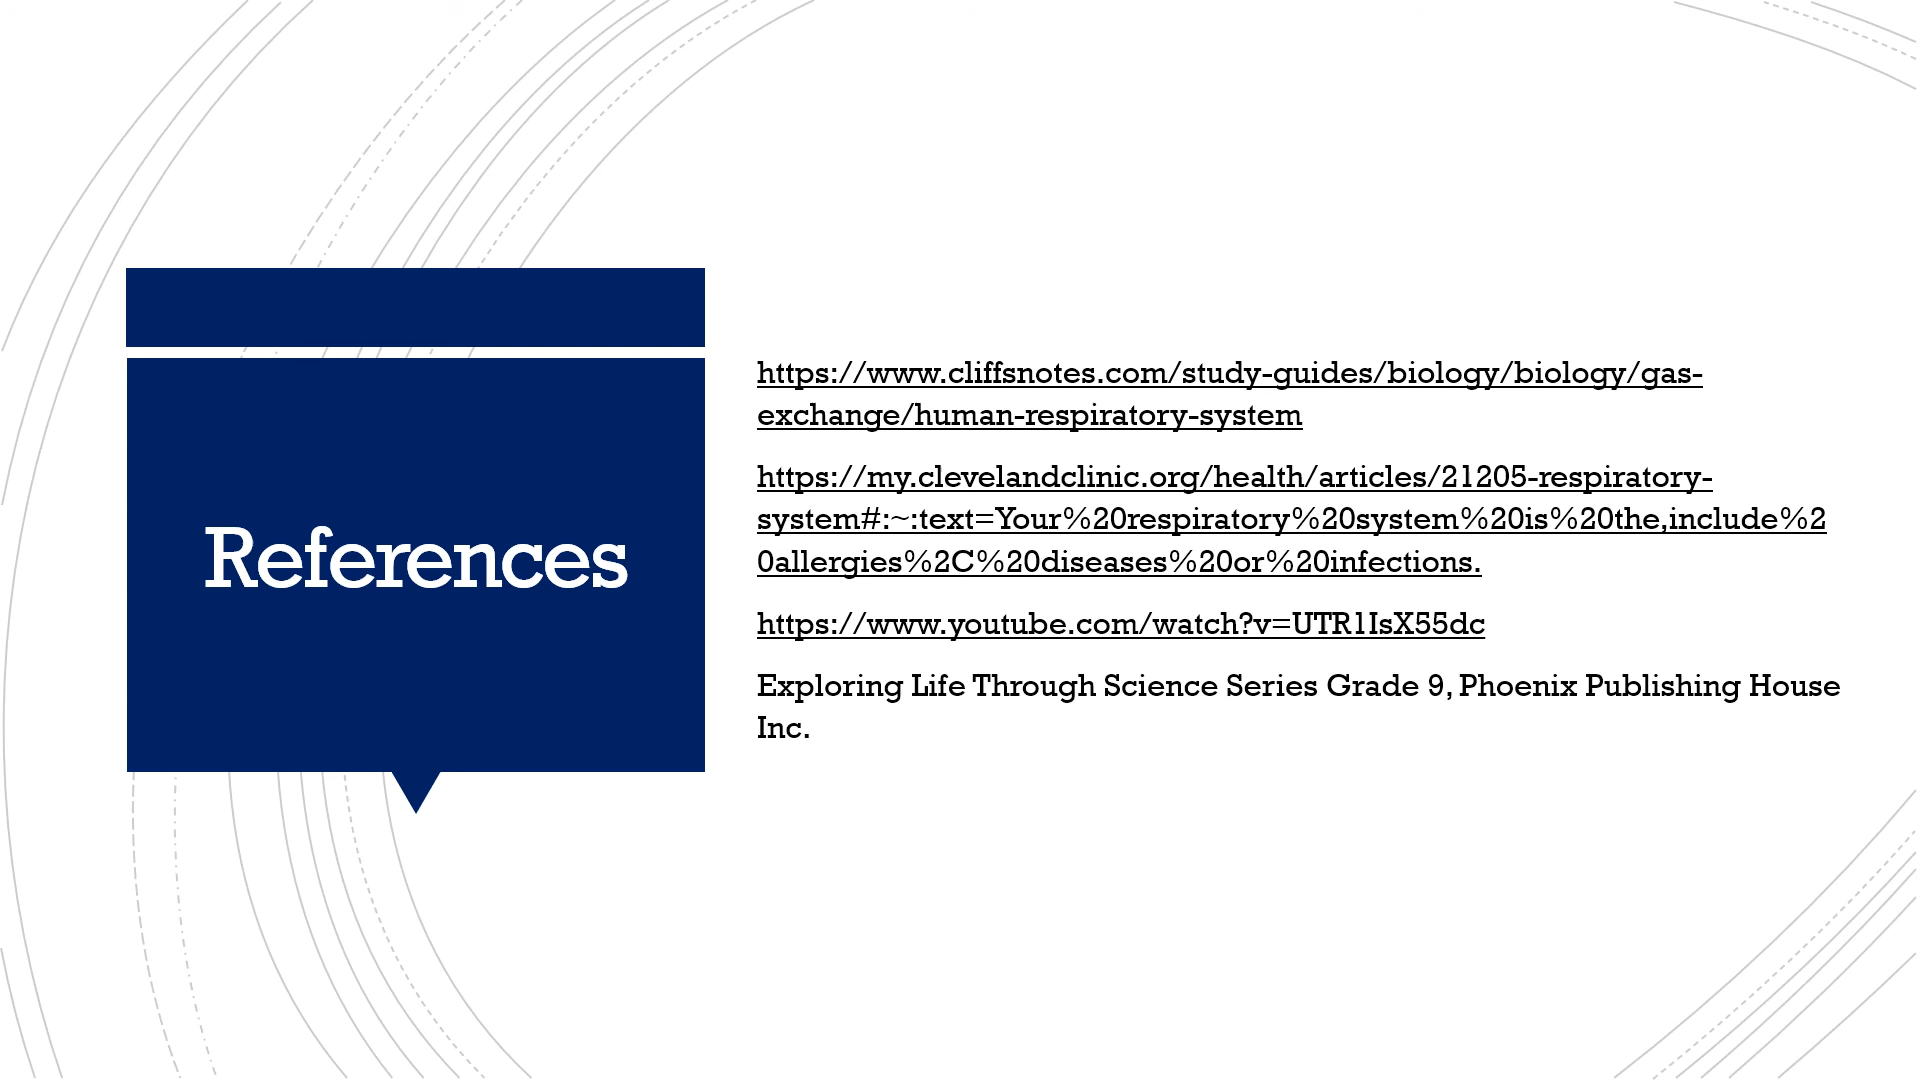 References
https://www.cliffsnotes.com/study-guides/biology/biology/gas-
exchange/human-respiratory-system
https://my.clevelandclinic.org/health/articles/21205-respiratory-
system#:~:text=Your%20respiratory%20system%20is%20the,include%2
0allergies%2C%20diseases%20or%20infections.
https://www.youtube.com/watch?v=UTR1IsX55dc
Exploring Life Through Science Series Grade 9, Phoenix Publishing House
Inc.